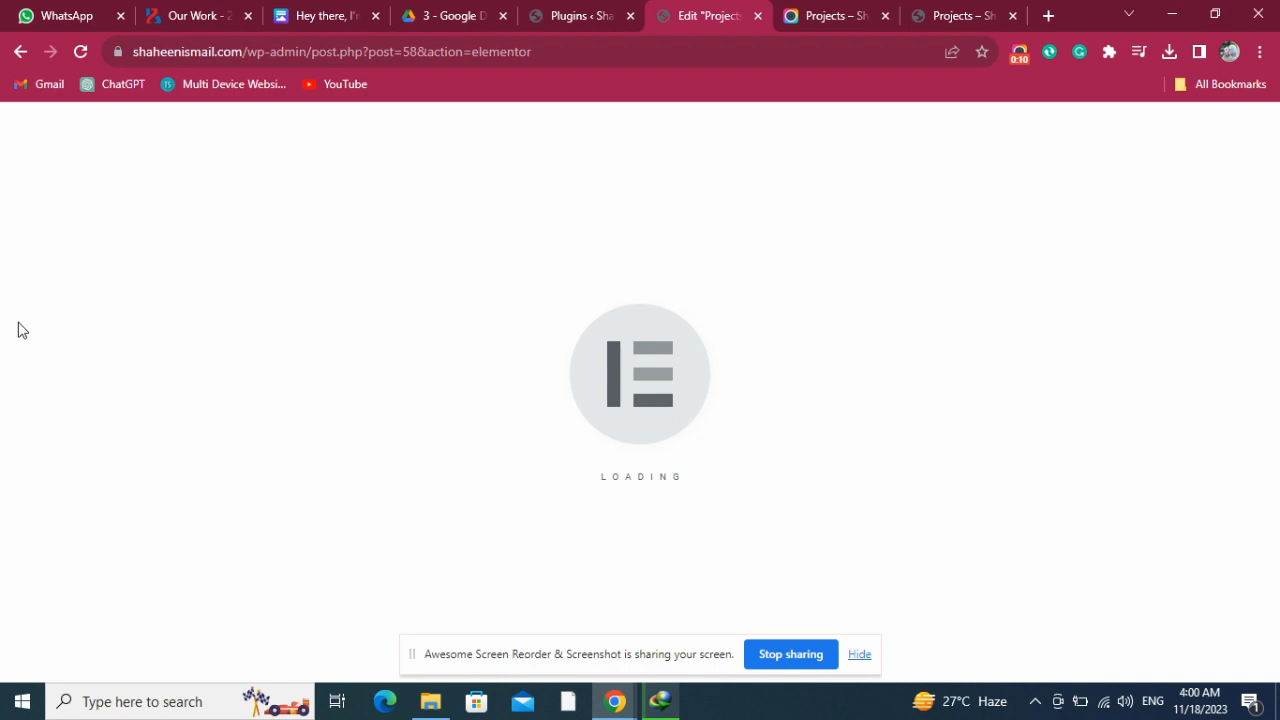 WhatsApp
Our Work - 2
Hey there, I'm
3 - Google D
Plugins ‹ Sha
Edit "Project
Projects – Sh
Projects – Sh
shaheenismail.com/wp-admin/post.php?post=58&action=elementor
0:10
Gmail
ChatGPT
Multi Device Websi...
YouTube
All Bookmarks
LOADING
Awesome Screen Reorder & Screenshot is sharing your screen.
Stop sharing
Hide
Type here to search
27°C Haze
ENG
4:00 AM
11/18/2023
1